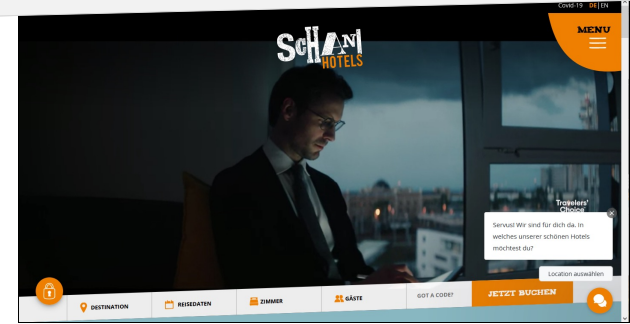 Covid-19 DE|EN
MENU
SCHANI
HOTELS
Travelers'
Choice
Servus! Wir sind für dich da. In
welches unserer schönen Hotels
möchtest du?
Location auswählen
DESTINATION
REISEDATEN
ZIMMER
GÄSTE
GOT A CODE?
JETZT BUCHEN